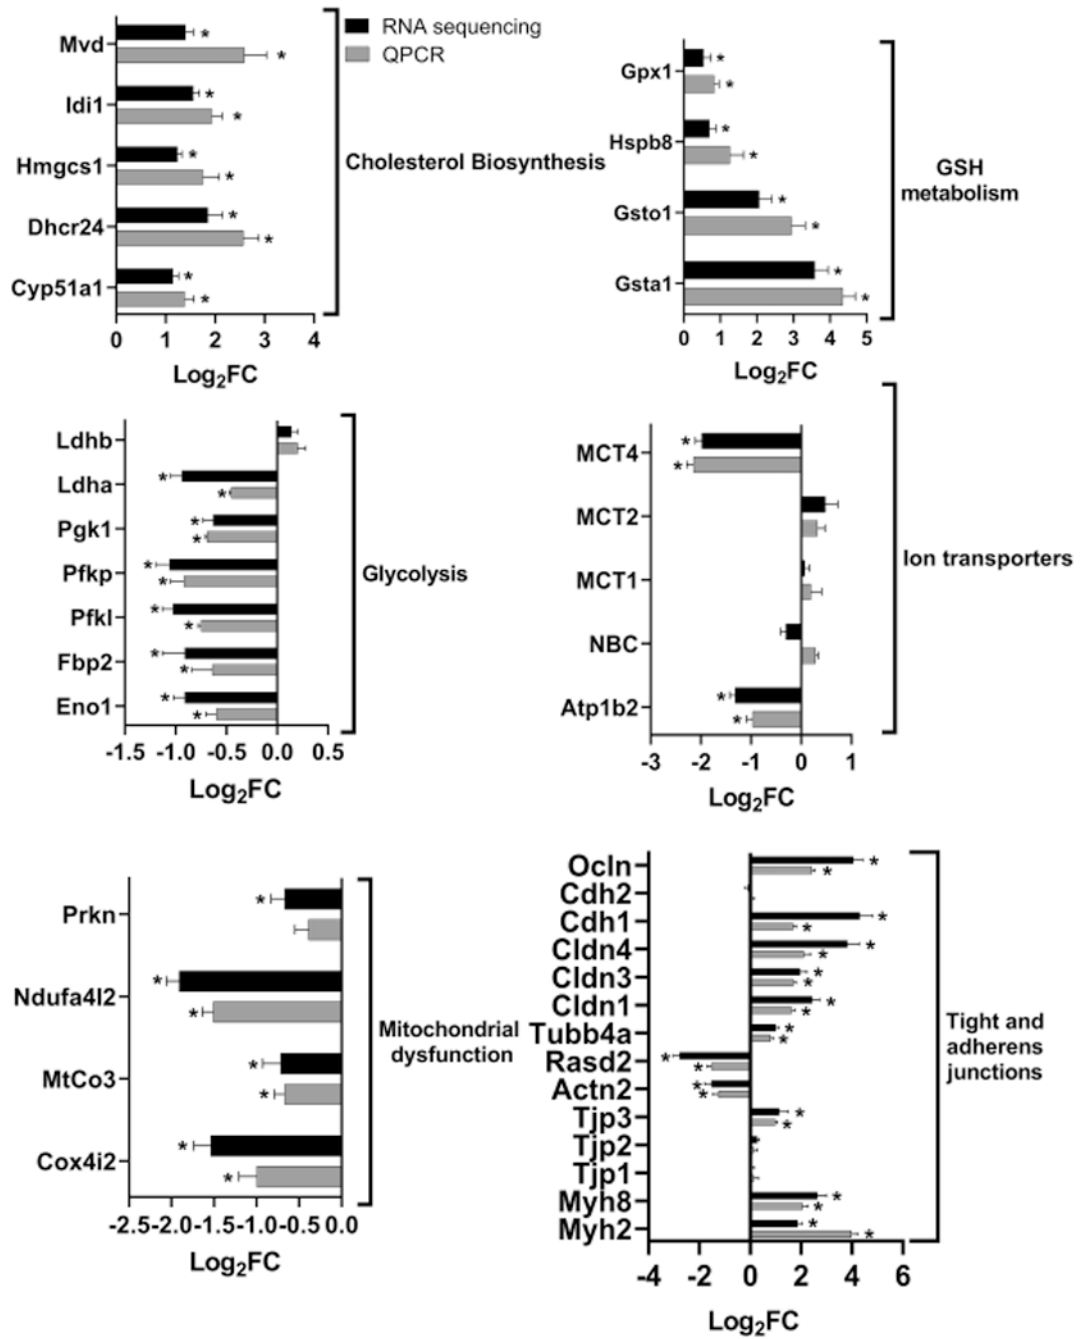 RNA sequencing
QPCR
Mvd
*
*
Idi1
*
*
Hmgcs1
*
*
Dhcr24
*
*
Cyp51a1
*
*
Cholesterol Biosynthesis
0 1 2 3 4
Log2FC
Gpx1
*
*
Hspb8
*
*
Gsto1
*
*
Gsta1
*
*
GSH
metabolism
0 1 2 3 4 5
Log2FC
Ldhb
Ldha
*
*
Pgk1
*
*
Pfkp
*
*
Pfkl
*
*
Fbp2
*
*
Eno1
*
*
Glycolysis
-1.5 -1.0 -0.5 0.0 0.5
Log2FC
MCT4
*
*
MCT2
MCT1
NBC
Atp1b2
*
*
Ion transporters
-3 -2 -1 0 1
Log2FC
Prkn
*
Ndufa4l2
*
*
MtCo3
*
*
Cox4i2
*
*
Mitochondrial
dysfunction
-2.5 -2.0 -1.5 -1.0 -0.5 0.0
Log2FC
Ocln
*
*
Cdh2
Cdh1
*
*
Cldn4
*
*
Cldn3
*
*
Cldn1
*
*
Tubb4a
*
*
Rasd2
*
*
Actn2
*
*
Tjp3
*
*
Tjp2
Tjp1
Myh8
*
*
Myh2
*
*
Tight and
adherens
junctions
-4 -2 0 2 4 6
Log2FC